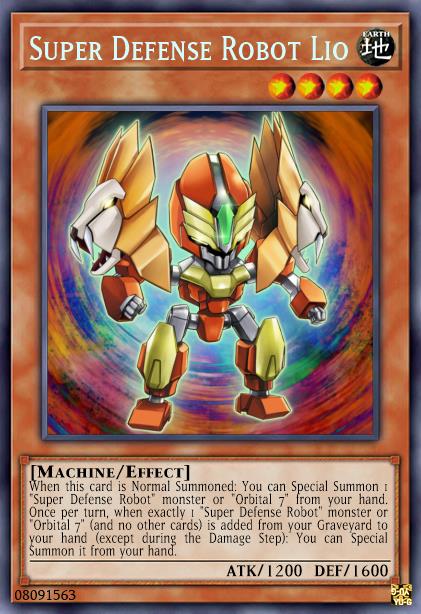 SUPER DEFENSE ROBOT LIO
EARTH
地
[MACHINE/EFFECT]
When this card is Normal Summoned: You can Special Summon 1
"Super Defense Robot" monster or "Orbital 7" from your hand.
Once per turn, when exactly 1 "Super Defense Robot" monster or
"Orbital 7" (and no other cards) is added from your Graveyard to
your hand (except during the Damage Step): You can Special
Summon it from your hand.
ATK/1200 DEF/1600
08091563